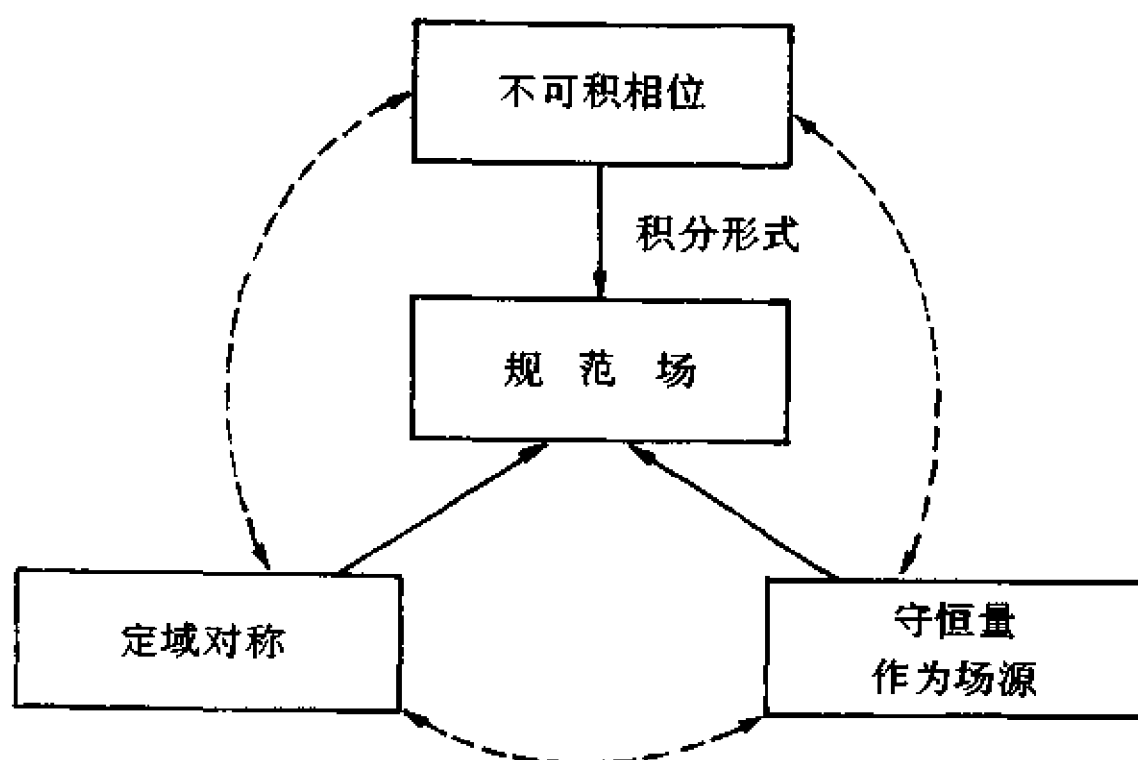 不可积相位
积分形式
规范场
定域对称
守恒量
作为场源